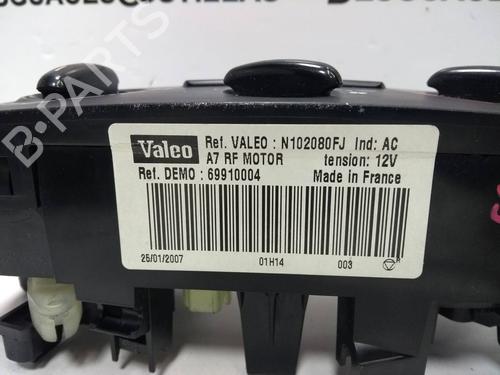 Valeo
Ref. VALEO : N102080FJ Ind: AC
A7 RF MOTOR tension: 12V
Ref. DEMO : 69910004 Made in France
25/01/2007 01H14 003